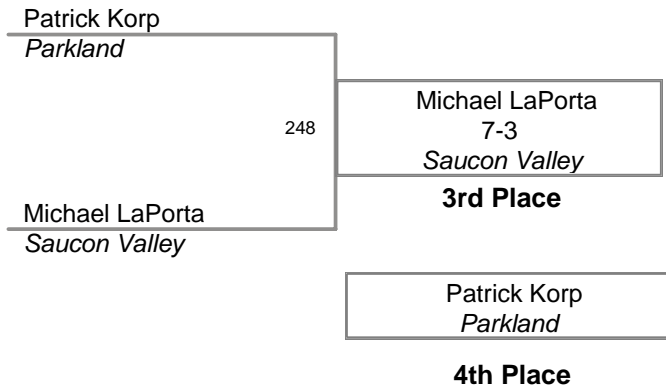 Patrick Korp
Parkland
248
Michael LaPorta
7-3
Saucon Valley
3rd Place
Michael LaPorta
Saucon Valley
Patrick Korp
Parkland
4th Place